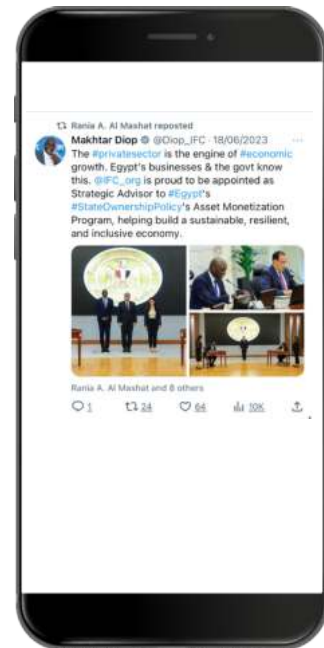 Rania A. Al Mashat reposted
Makhtar Diop @Diop_IFC · 18/06/2023 ...
The #privatesector is the engine of #economic
growth. Egypt's businesses & the govt know
this. @IFC_org is proud to be appointed as
Strategic Advisor to #Egypt's
#StateOwnershipPolicy's Asset Monetization
Program, helping build a sustainable, resilient,
and inclusive economy.
Rania A. Al Mashat and 8 others
1 24 64 10K